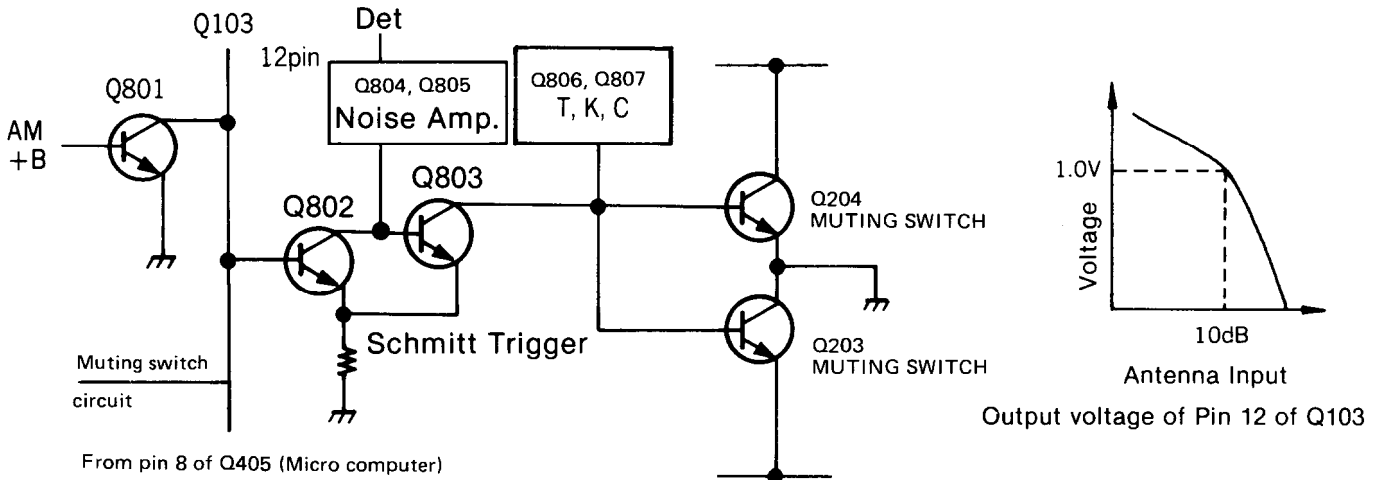 Q103
Det
12pin
Q801
Q804, Q805
Noise Amp.
Q806, Q807
T, K, C
AM
+B
Q802
Q803
Q204
MUTING SWITCH
Schmitt Trigger
Q203
MUTING SWITCH
Muting switch
circuit
From pin 8 of Q405 (Micro computer)
1.0V
Voltage
10dB
Antenna Input
Output voltage of Pin 12 of Q103